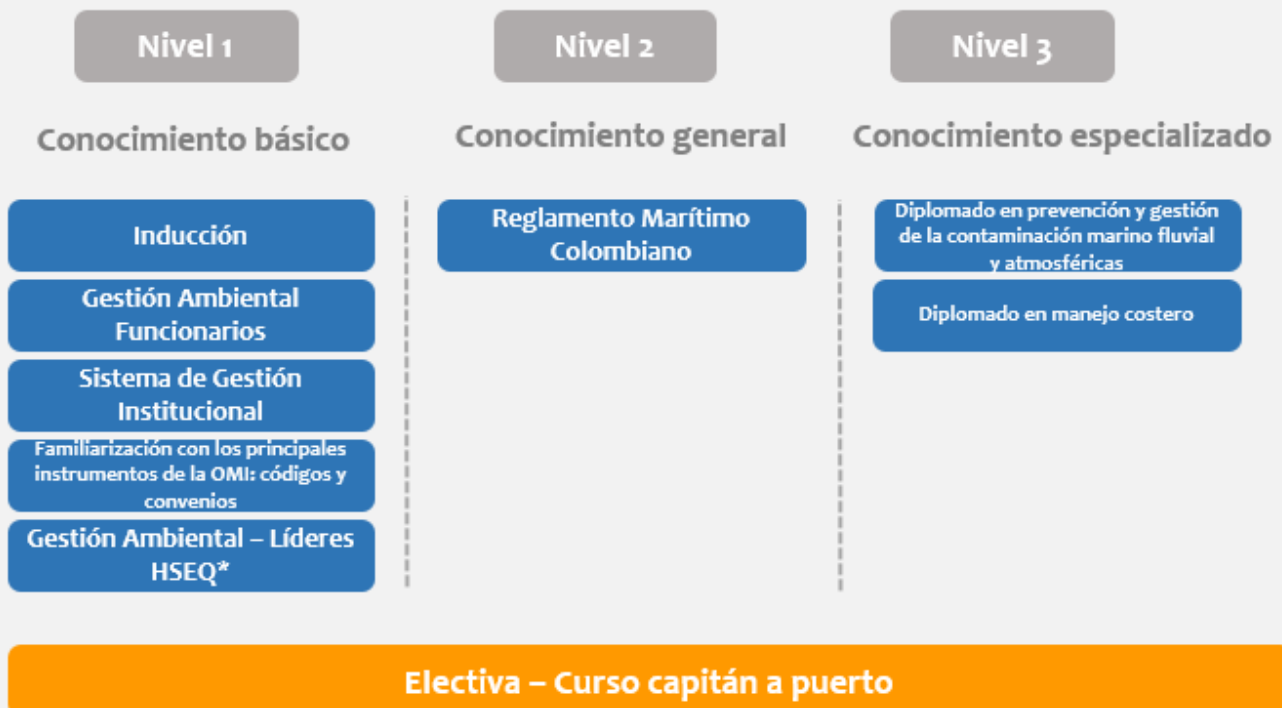 Nivel 1
Nivel 2
Nivel 3
Conocimiento básico
Conocimiento general
Conocimiento especializado
Inducción
Gestión Ambiental
Funcionarios
Sistema de Gestión
Institucional
Familiarización con los principales
instrumentos de la OMI: códigos y
convenios
Gestión Ambiental – Líderes
HSEQ*
Reglamento Marítimo
Colombiano
Diplomado en prevención y gestión
de la contaminación marino fluvial
y atmosféricas
Diplomado en manejo costero
Electiva – Curso capitán a puerto